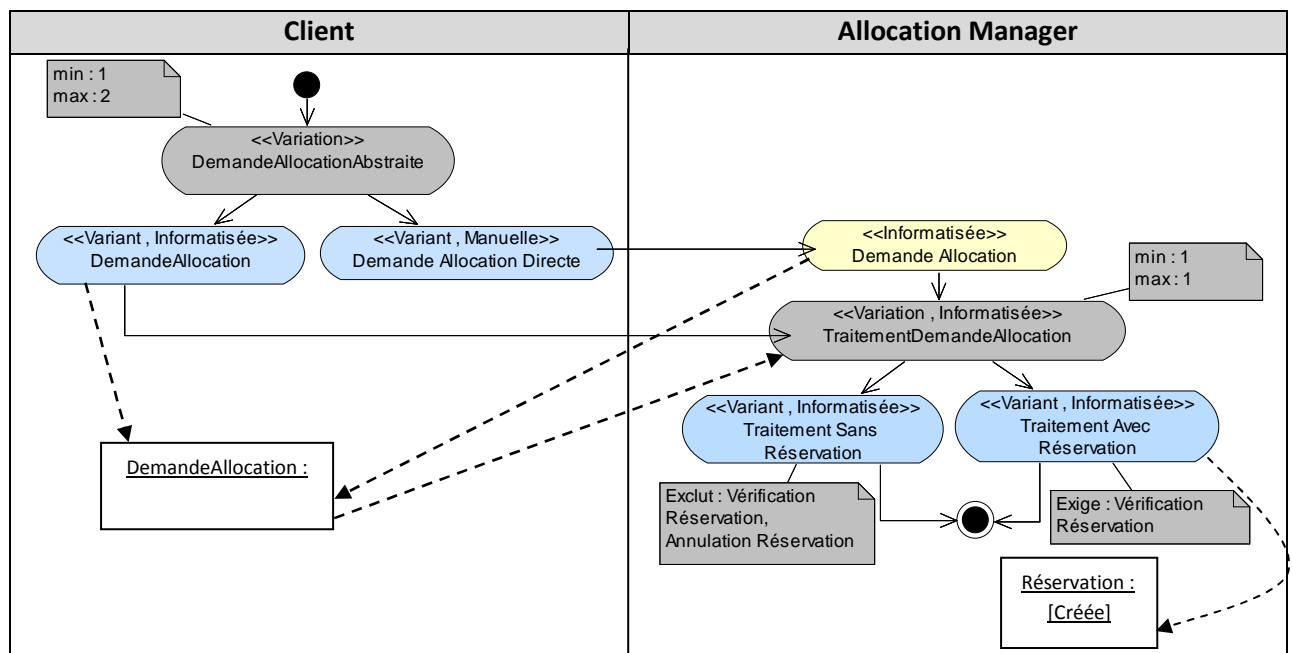 Client
Allocation Manager
min : 1
max : 2
<<Variation>>
DemandeAllocationAbstraite
<<Variant , Informatisée>>
DemandeAllocation
<<Variant , Manuelle>>
Demande Allocation Directe
<<Informatisée>>
Demande Allocation
min : 1
max : 1
<<Variation , Informatisée>>
TraitementDemandeAllocation
<<Variant , Informatisée>>
Traitement Sans
Réservation
<<Variant , Informatisée>>
Traitement Avec
Réservation
DemandeAllocation :
Exclut : Vérification
Réservation,
Annulation Réservation
Exige : Vérification
Réservation
Réservation :
[Créée]